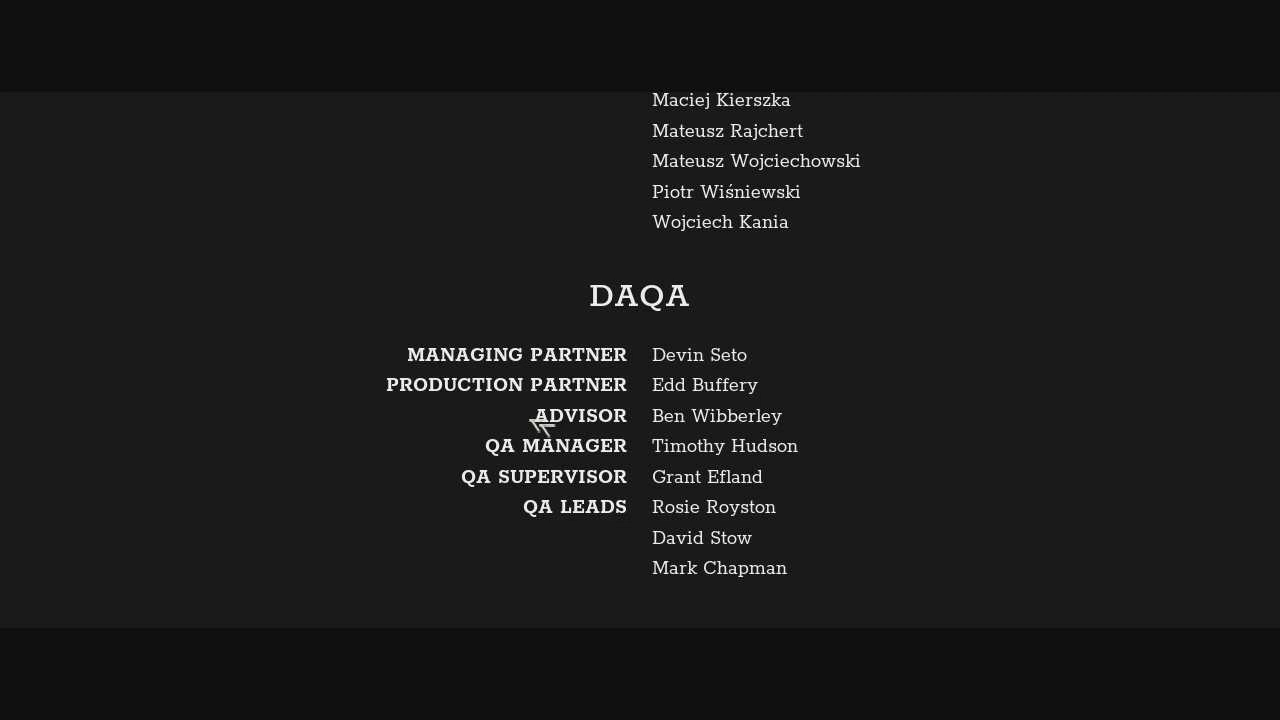 Maciej Kierszka
Mateusz Rajchert
Mateusz Wojciechowski
Piotr Wiśniewski
Wojciech Kania
DAQA
MANAGING PARTNER Devin Seto
PRODUCTION PARTNER Edd Buffery
ADVISOR Ben Wibberley
QA MANAGER Timothy Hudson
QA SUPERVISOR Grant Efland
QA LEADS Rosie Royston
David Stow
Mark Chapman